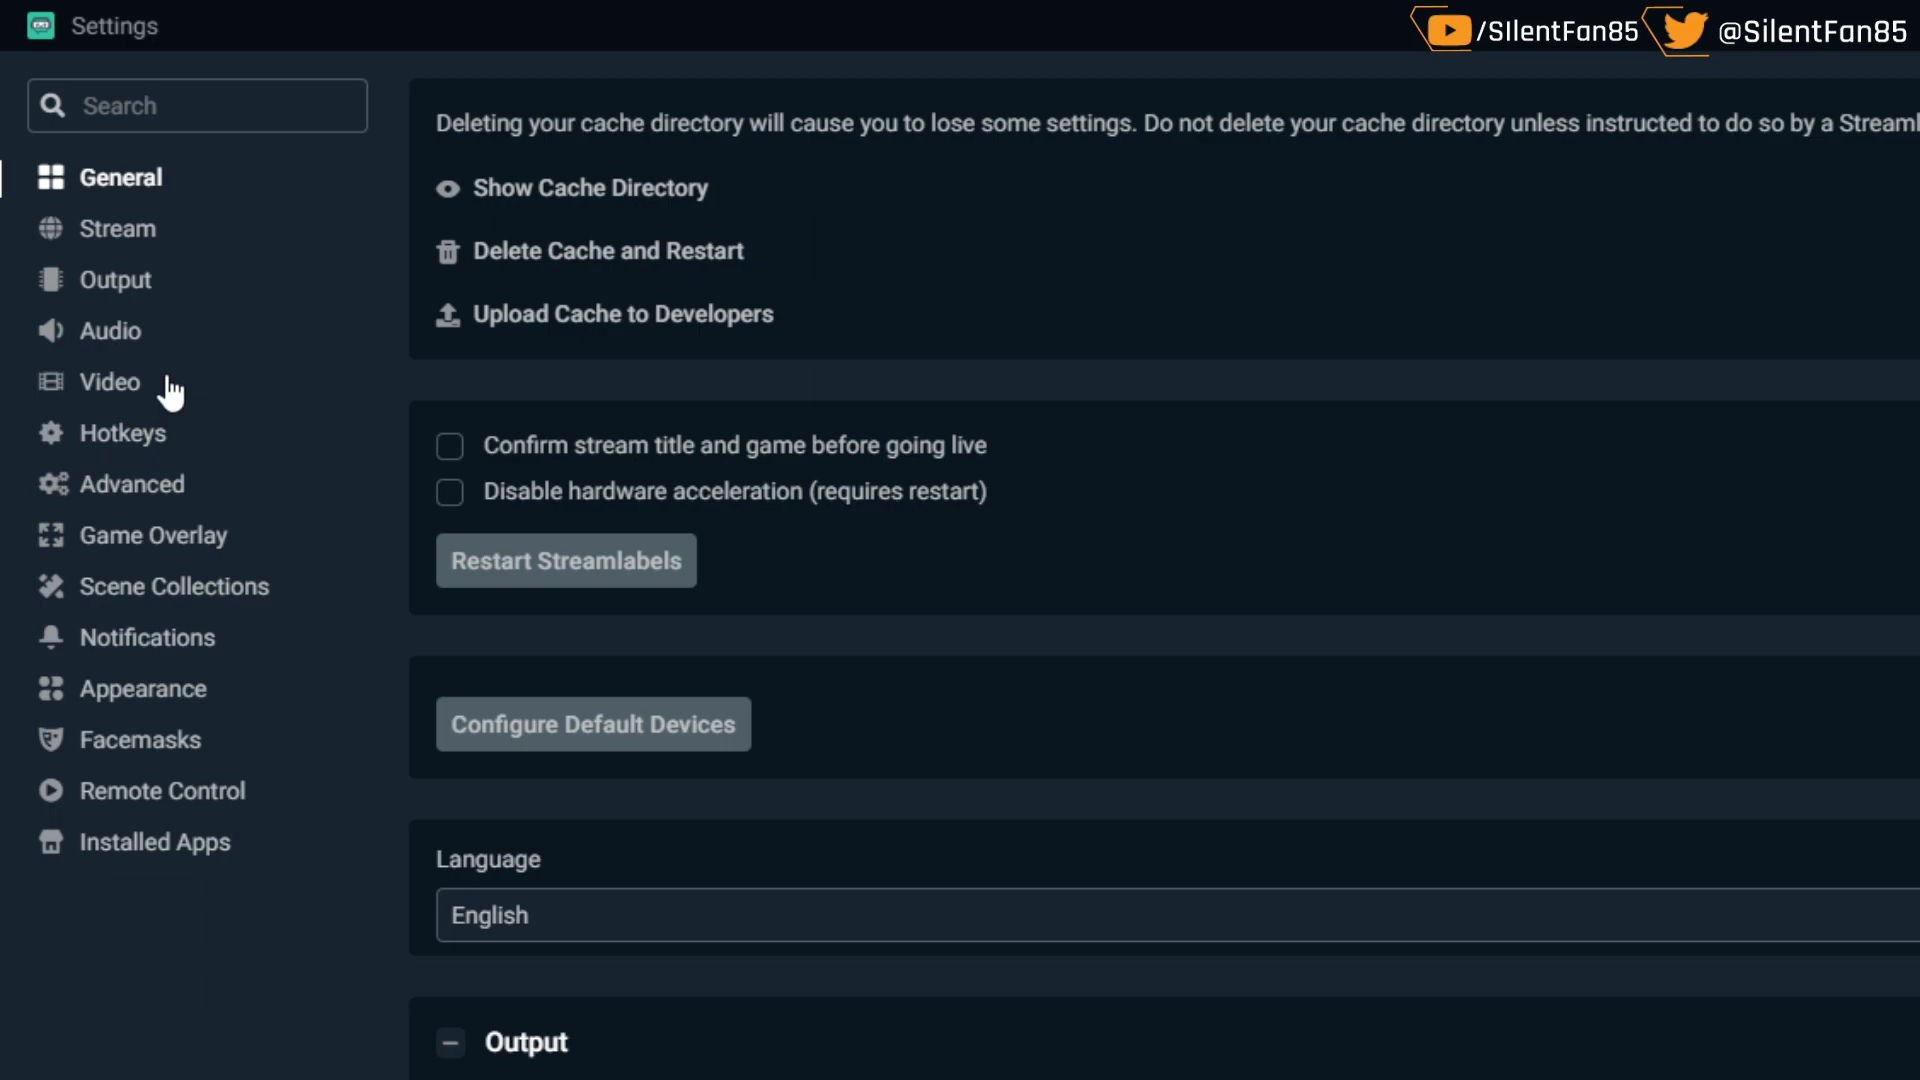 Settings
/SIlentFan85
@SilentFan85
Search
General
Stream
Output
Audio
Video
Hotkeys
Advanced
Game Overlay
Scene Collections
Notifications
Appearance
Facemasks
Remote Control
Installed Apps
Deleting your cache directory will cause you to lose some settings. Do not delete your cache directory unless instructed to do so by a Streaml
Show Cache Directory
Delete Cache and Restart
Upload Cache to Developers
Confirm stream title and game before going live
Disable hardware acceleration (requires restart)
Restart Streamlabels
Configure Default Devices
Language
English
Output